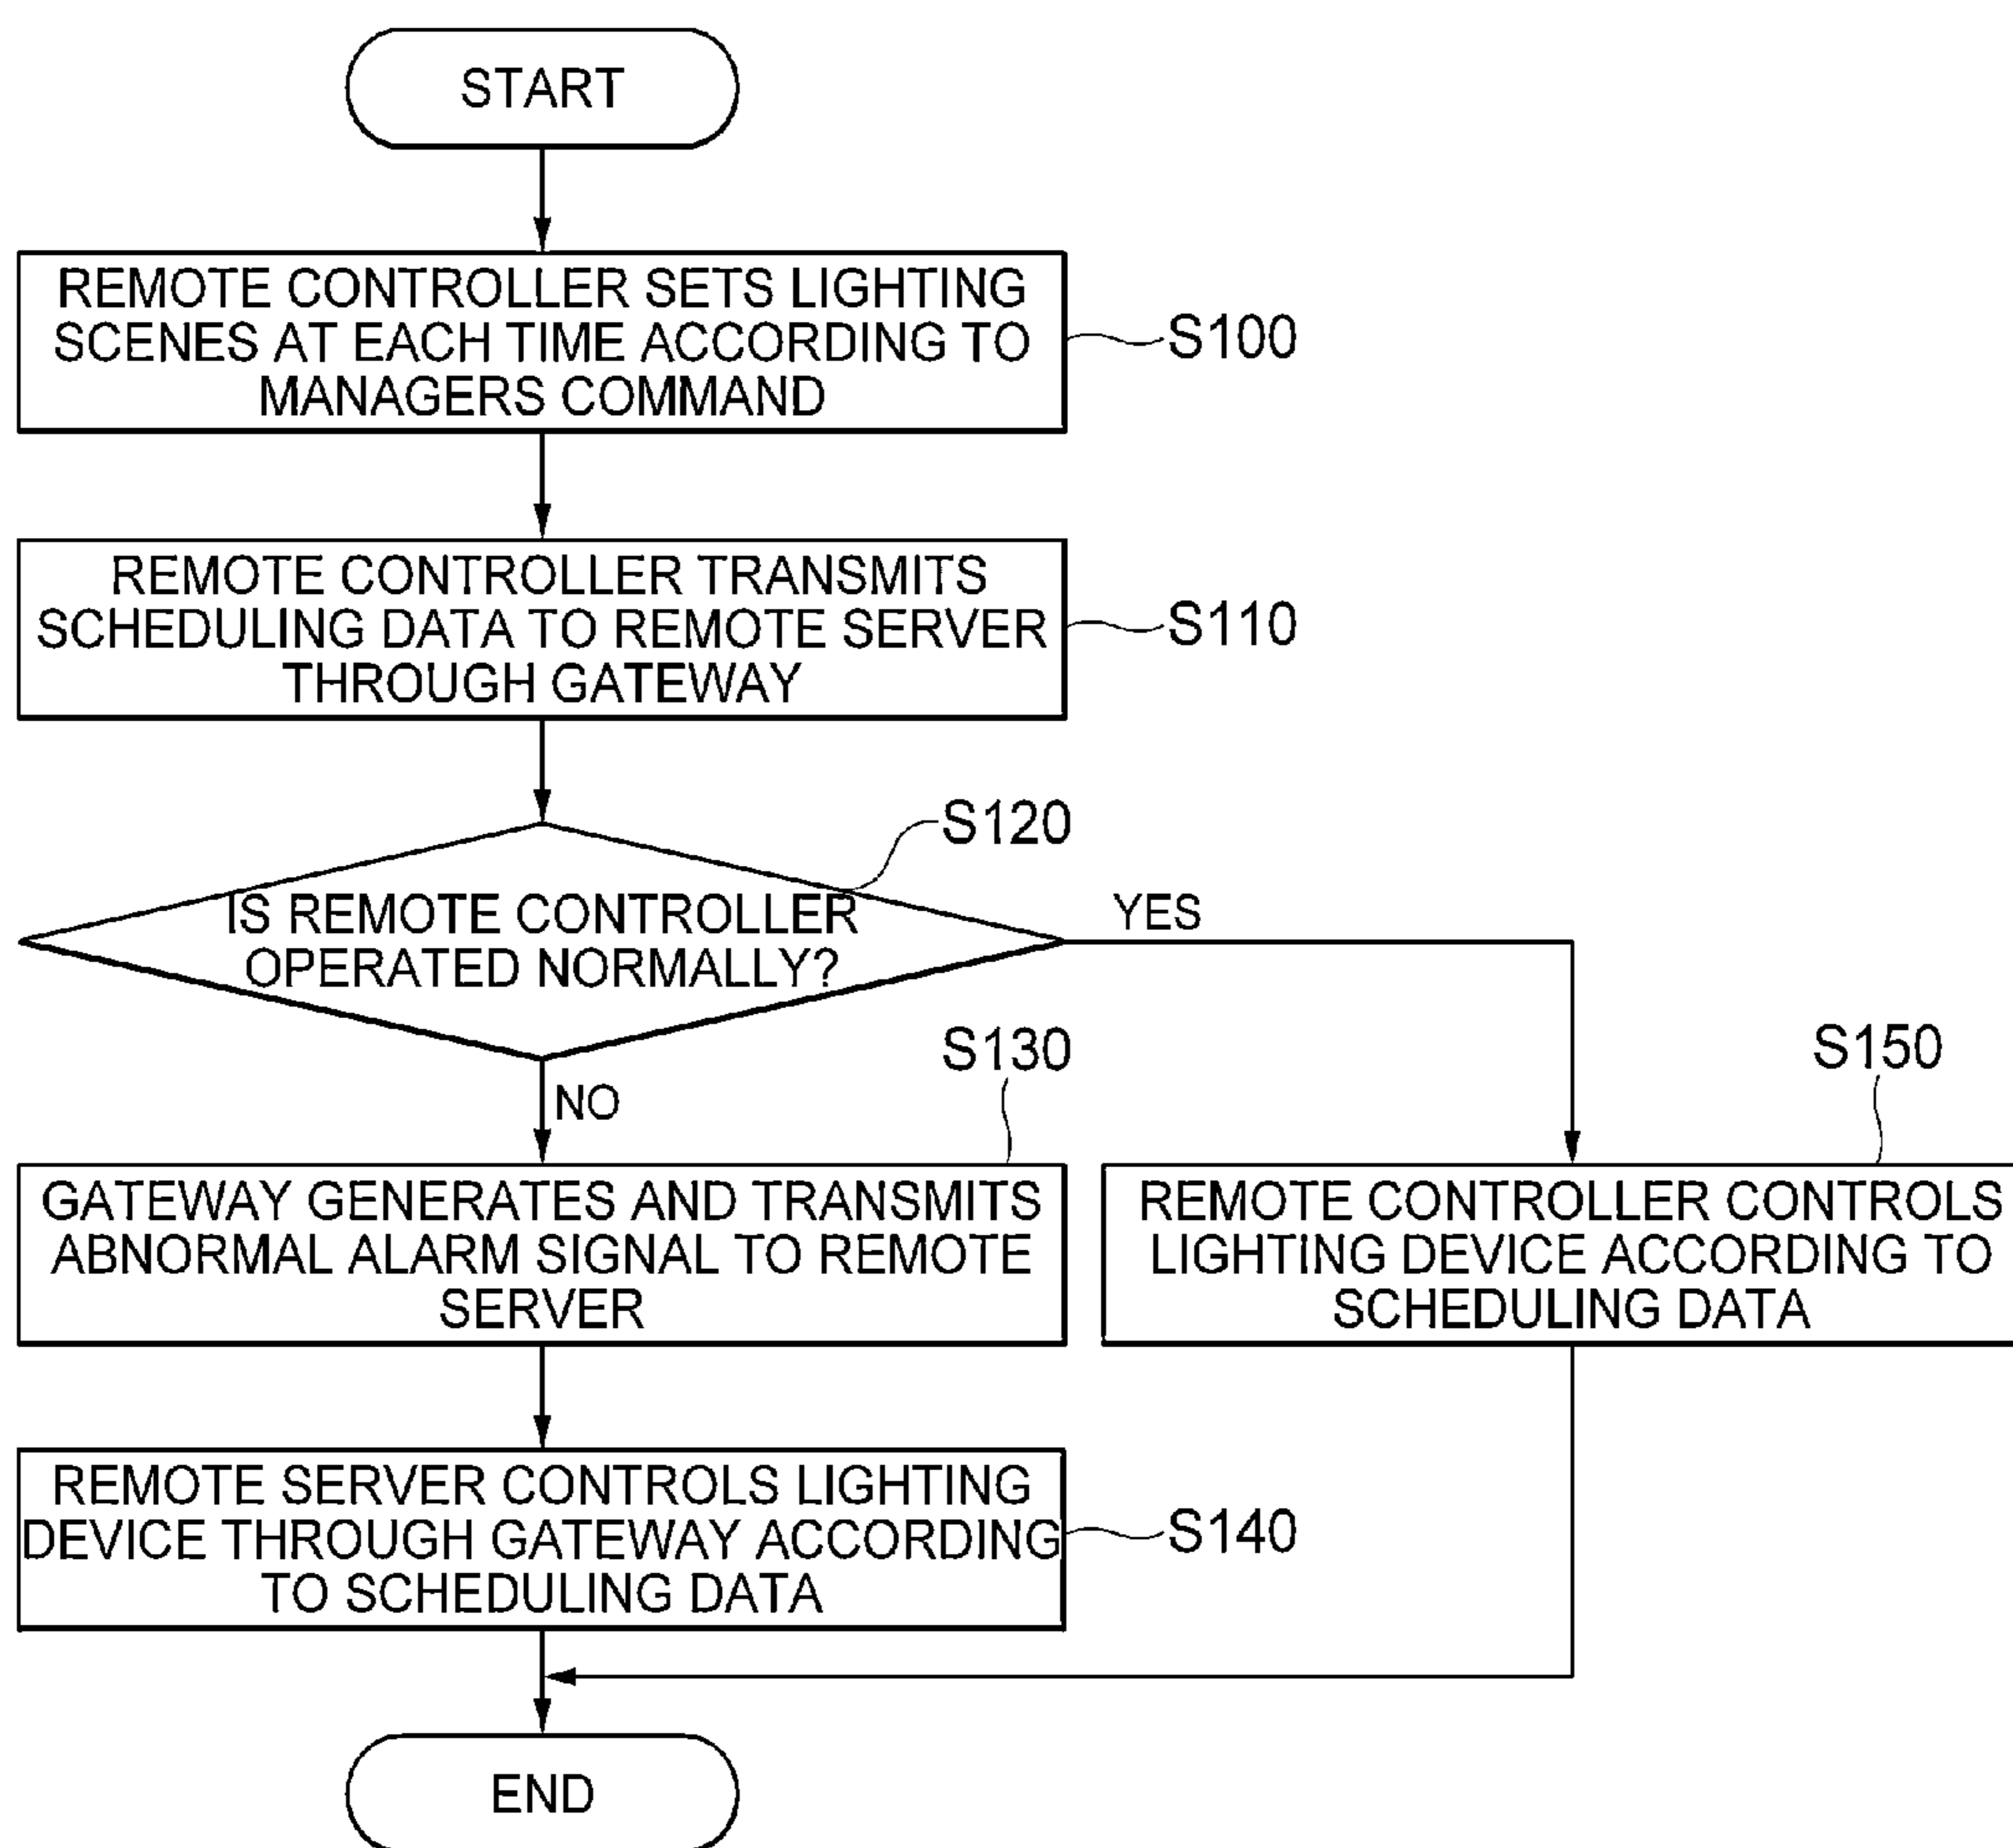 START
REMOTE CONTROLLER SETS LIGHTING
SCENES AT EACH TIME ACCORDING TO
MANAGERS COMMAND
S100
REMOTE CONTROLLER TRANSMITS
SCHEDULING DATA TO REMOTE SERVER
THROUGH GATEWAY
S110
S120
IS REMOTE CONTROLLER
OPERATED NORMALLY?
YES
NO
S130
GATEWAY GENERATES AND TRANSMITS
ABNORMAL ALARM SIGNAL TO REMOTE
SERVER
S150
REMOTE CONTROLLER CONTROLS
LIGHTING DEVICE ACCORDING TO
SCHEDULING DATA
REMOTE SERVER CONTROLS LIGHTING
DEVICE THROUGH GATEWAY ACCORDING
TO SCHEDULING DATA
S140
END